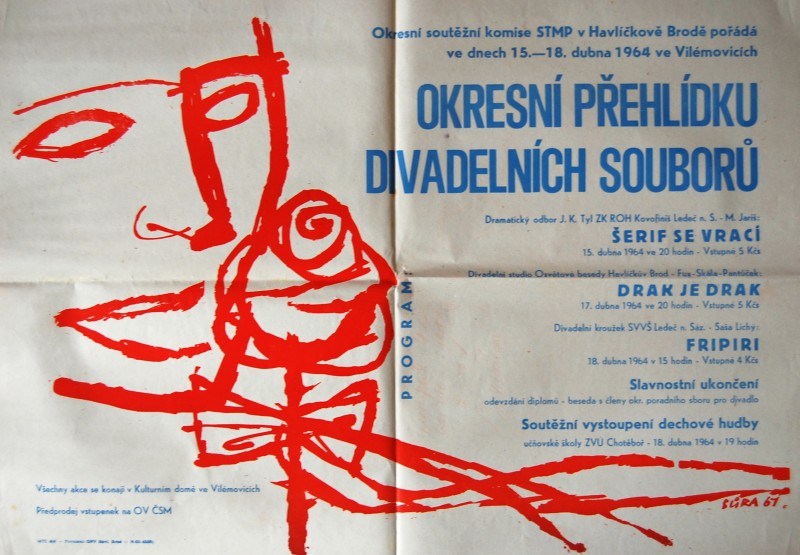 Okresní soutěžní komise STMP v Havlíčkově Brodě pořádá
ve dnech 15.—18. dubna 1964 ve Vilémovicích
OKRESNÍ PŘEHLÍDKU
DIVADELNÍCH SOUBORŮ
PROGRAM:
Dramatický odbor J. K. Tyl ZK ROH Kovofiniš Ledeč n. S. - M. Jariš:
ŠERIF SE VRACÍ
15. dubna 1964 ve 20 hodin - Vstupné 5 Kčs
Divadelní studio Osvětové besedy Havlíčkův Brod - Fux-Skála-Pantůček:
DRAK JE DRAK
17. dubna 1964 ve 20 hodin - Vstupné 5 Kčs
Divadelní kroužek SVVŠ Ledeč n. Sáz. - Saša Lichý:
FRIPIRI
18. dubna 1964 v 15 hodin - Vstupné 4 Kčs
Slavnostní ukončení
odevzdání diplomů - beseda s členy okr. poradního sboru pro divadlo
Soutěžní vystoupení dechové hudby
učňovské školy ZVÚ Chotěboř - 18. dubna 1964 v 19 hodin
Všechny akce se konají v Kulturním domě ve Vilémovicích
Předprodej vstupenek na OV ČSM